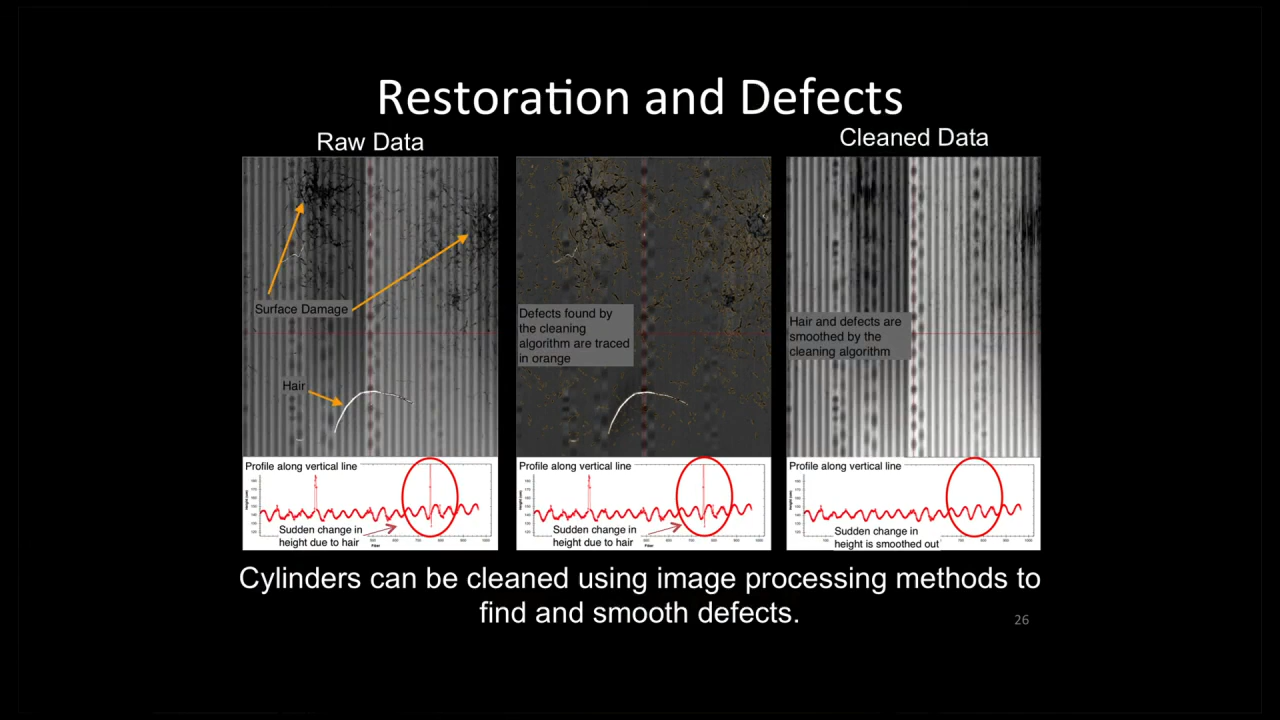 Restoration and Defects
Raw Data
Cleaned Data
Surface Damage
Hair
Defects found by
the cleaning
algorithm are traced
in orange
Hair and defects are
smoothed by the
cleaning algorithm
Profile along vertical line
Sudden change in
height due to hair
Profile along vertical line
Sudden change in
height due to hair
Profile along vertical line
Sudden change in
height is smoothed out
Cylinders can be cleaned using image processing methods to
find and smooth defects.
26